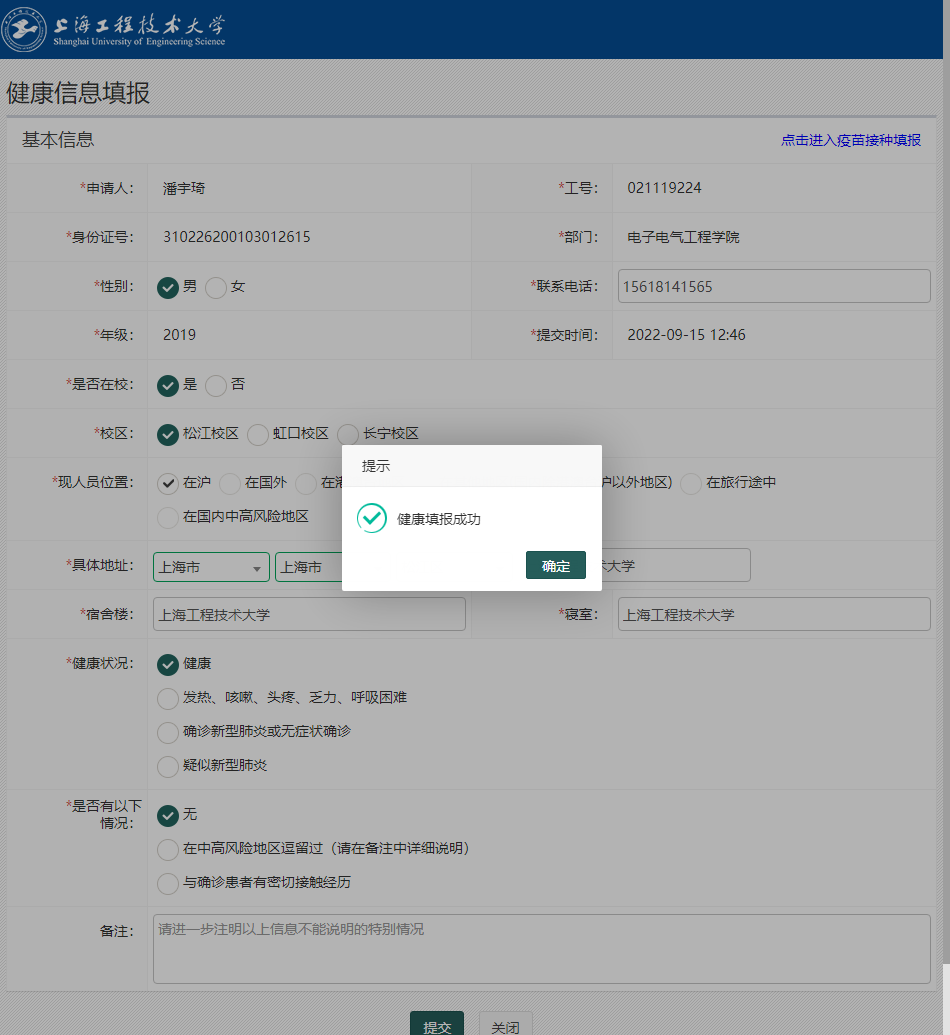 上海工程技术大学
Shanghai University of Engineering Science
健康信息填报
基本信息 点击进入疫苗接种填报
*申请人: 潘宇琦 *工号: 021119224
*身份证号: 310226200103012615 *部门: 电子电气工程学院
*性别: 男 女 *联系电话: 15618141565
*年级: 2019 *提交时间: 2022-09-15 12:46
*是否在校: 是 否
*校区: 松江校区 虹口校区 长宁校区
提示
*现人员位置: 在沪 在国外 在港 沪以外地区) 在旅行途中
在国内中高风险地区
健康填报成功
*具体地址: 上海市 上海市 术大学
确定
*宿舍楼: 上海工程技术大学 *寝室: 上海工程技术大学
*健康状况: 健康
发热、咳嗽、头疼、乏力、呼吸困难
确诊新型肺炎或无症状确诊
疑似新型肺炎
*是否有以下 无
情况:
在中高风险地区逗留过（请在备注中详细说明）
与确诊患者有密切接触经历
备注: 请进一步注明以上信息不能说明的特别情况
提交 关闭